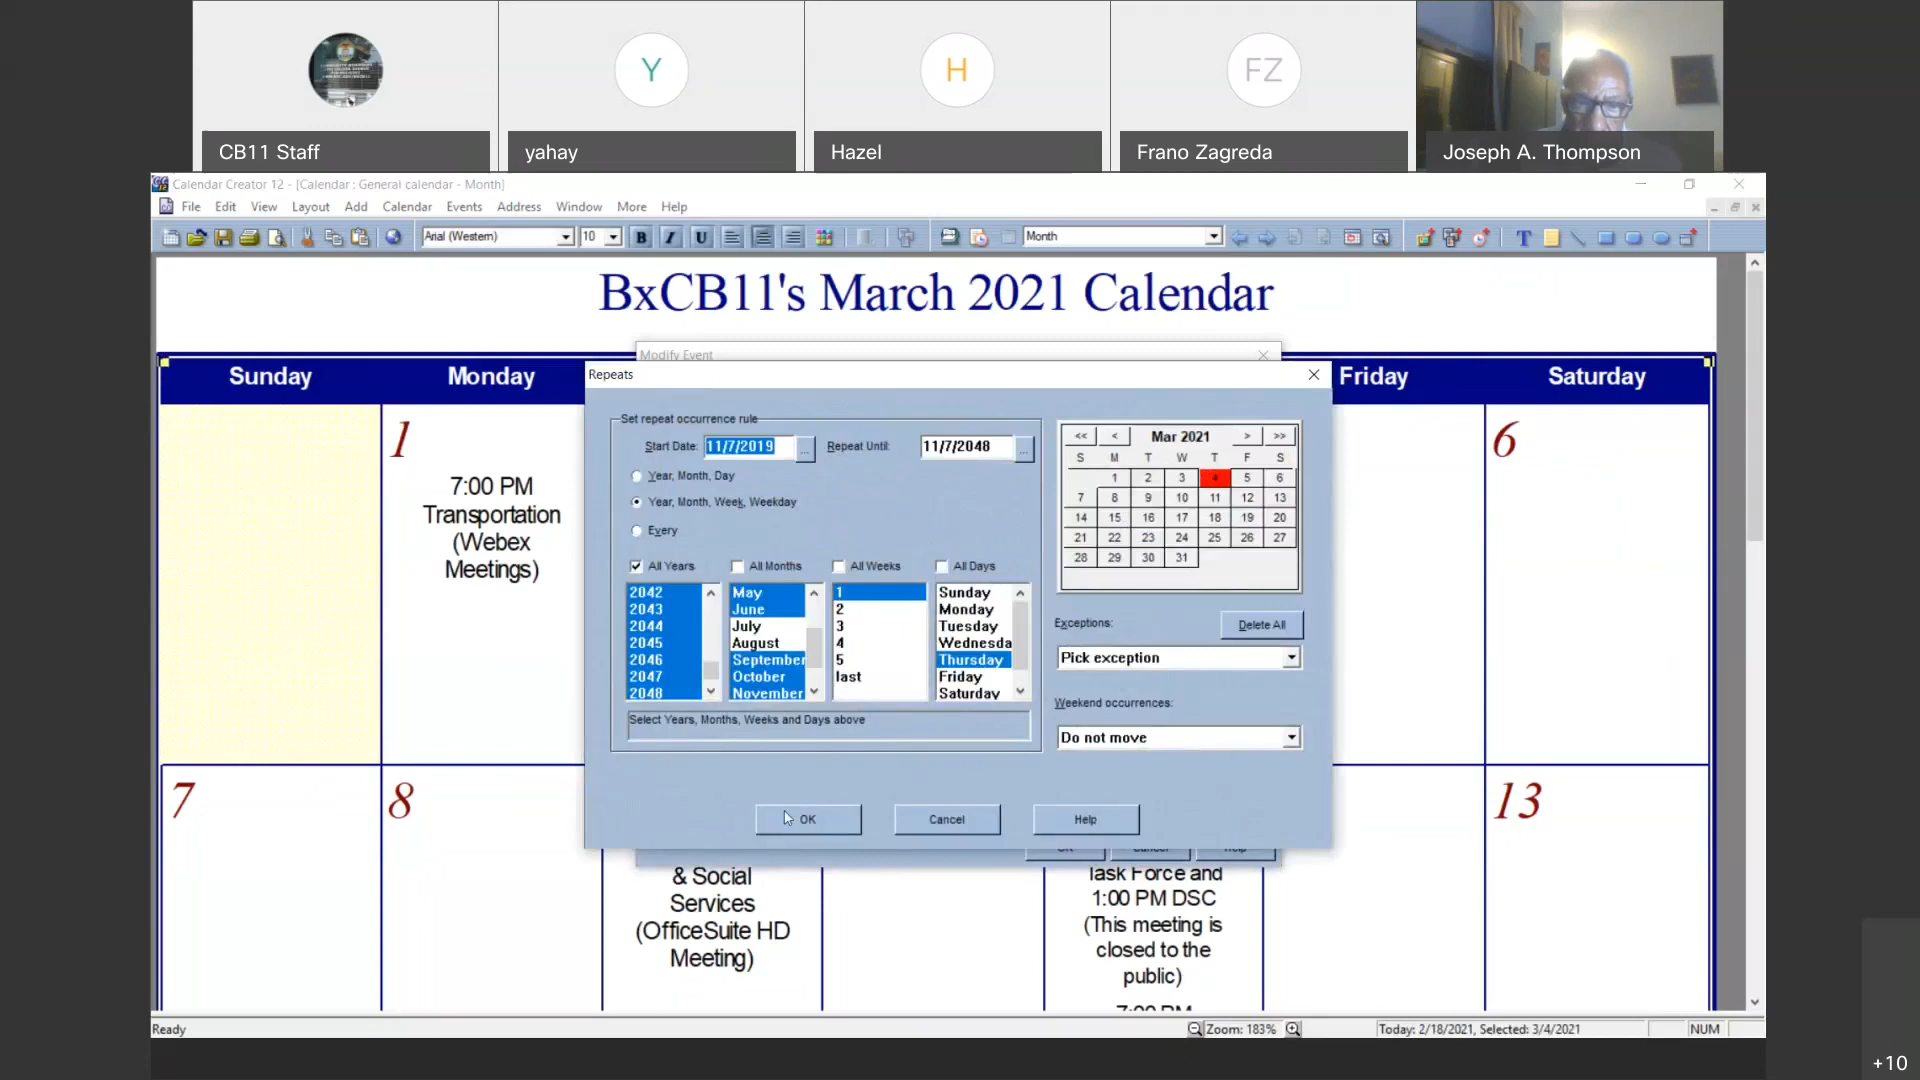 Y
H
FZ
CB11 Staff
yahay
Hazel
Frano Zagreda
Joseph A. Thompson
Calendar Creator 12 - [Calendar : General calendar - Month]
File Edit View Layout Add Calendar Events Address Window More Help
Arial (Western) 10 B I U Month T
BxCB11's March 2021 Calendar
Modify Event
Repeats
Sunday Monday Friday Saturday
1
7:00 PM
Transportation
(Webex
Meetings)
6
Set repeat occurrence rule
Start Date: 11/7/2019 ... Repeat Until: 11/7/2048 ...
Year, Month, Day
Year, Month, Week, Weekday
Every
All Years All Months All Weeks All Days
2042 May 1 Sunday
2043 June 2 Monday
2044 July 3 Tuesday
2045 August 4 Wednesda
2046 September 5 Thursday
2047 October last Friday
2048 November Saturday
Select Years, Months, Weeks and Days above
<< < Mar 2021 > >>
S M T W T F S
1 2 3 4 5 6
7 8 9 10 11 12 13
14 15 16 17 18 19 20
21 22 23 24 25 26 27
28 29 30 31
Exceptions: Delete All
Pick exception
Weekend occurrences:
Do not move
OK Cancel Help
7
8
13
& Social
Services
(OfficeSuite HD
Meeting)
Task Force and
1:00 PM DSC
(This meeting is
closed to the
public)
7:00 PM
Ready Zoom: 183% Today: 2/18/2021, Selected: 3/4/2021 NUM
+10